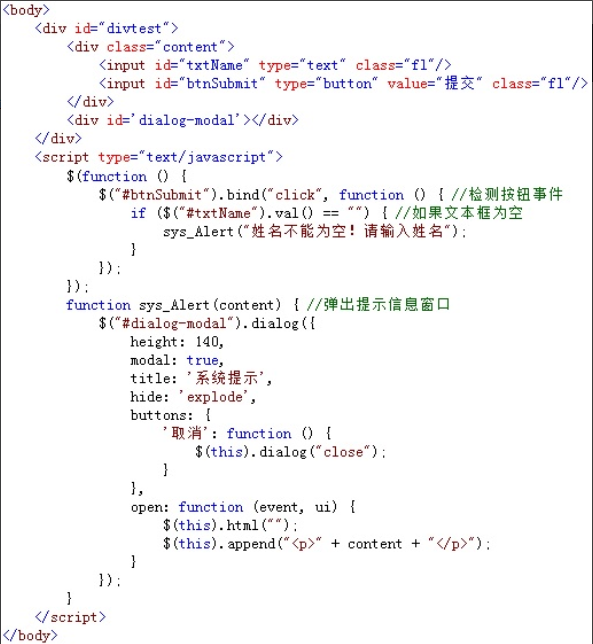 <body>
    <div id="divtest">
        <div class="content">
            <input id="txtName" type="text" class="fl"/>
            <input id="btnSubmit" type="button" value="提交" class="fl"/>
        </div>
        <div id='dialog-modal'></div>
    </div>
    <script type="text/javascript">
        $(function () {
            $("#btnSubmit").bind("click", function () { //检测按钮事件
                if ($("#txtName").val() == "") { //如果文本框为空
                    sys_Alert("姓名不能为空！请输入姓名");
                }
            });
        });
        function sys_Alert(content) { //弹出提示信息窗口
            $("#dialog-modal").dialog({
                height: 140,
                modal: true,
                title: '系统提示',
                hide: 'explode',
                buttons: {
                    '取消': function () {
                        $(this).dialog("close");
                    }
                },
                open: function (event, ui) {
                    $(this).html("");
                    $(this).append("<p>" + content + "</p>");
                }
            });
        }
    </script>
</body>